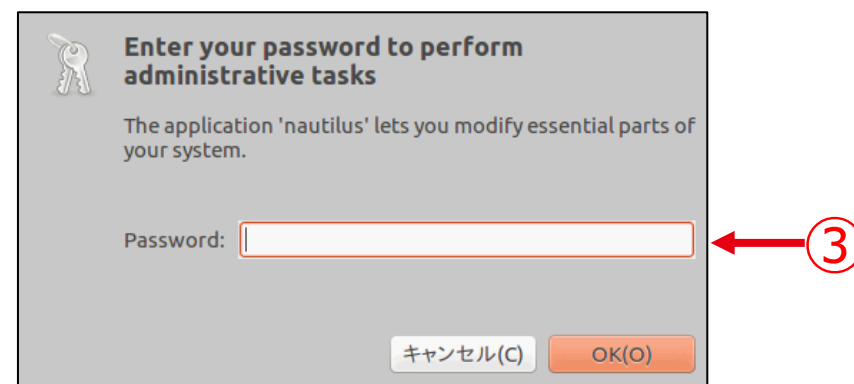 Enter your password to perform
administrative tasks
The application 'nautilus' lets you modify essential parts of
your system.
Password:
③
キャンセル(C) OK(O)